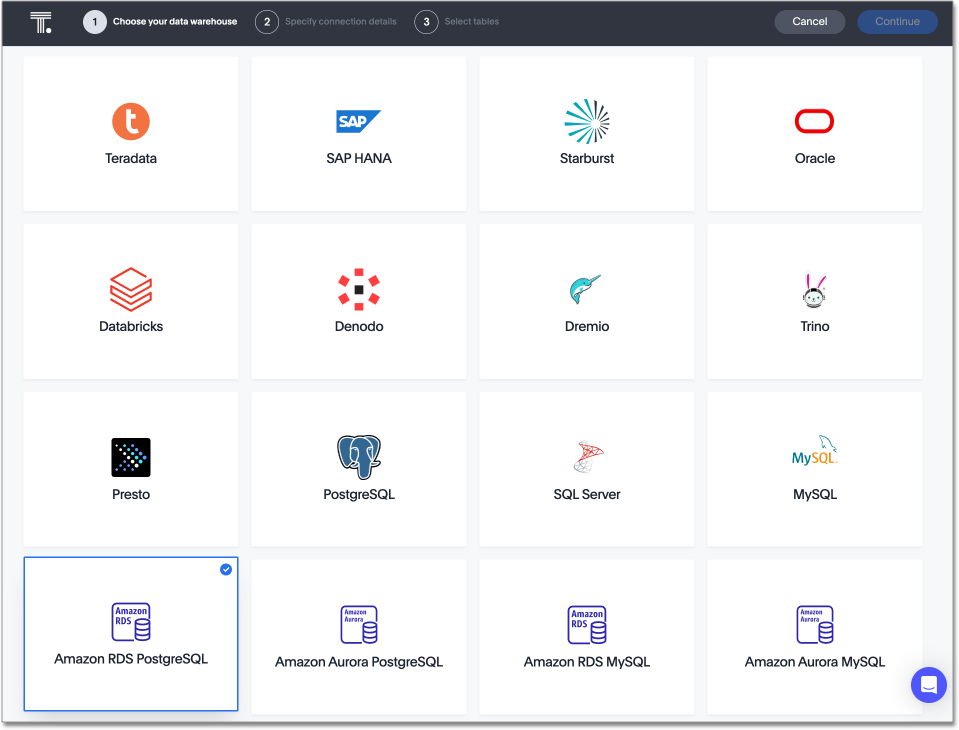 T.
1 Choose your data warehouse 2 Specify connection details 3 Select tables Cancel Continue
t SAP
Teradata SAP HANA Starburst Oracle
Databricks Denodo Dremio Trino
MySQL.
Presto PostgreSQL SQL Server MySQL
Amazon RDS Amazon Aurora Amazon RDS Amazon Aurora
Amazon RDS PostgreSQL Amazon Aurora PostgreSQL Amazon RDS MySQL Amazon Aurora MySQL